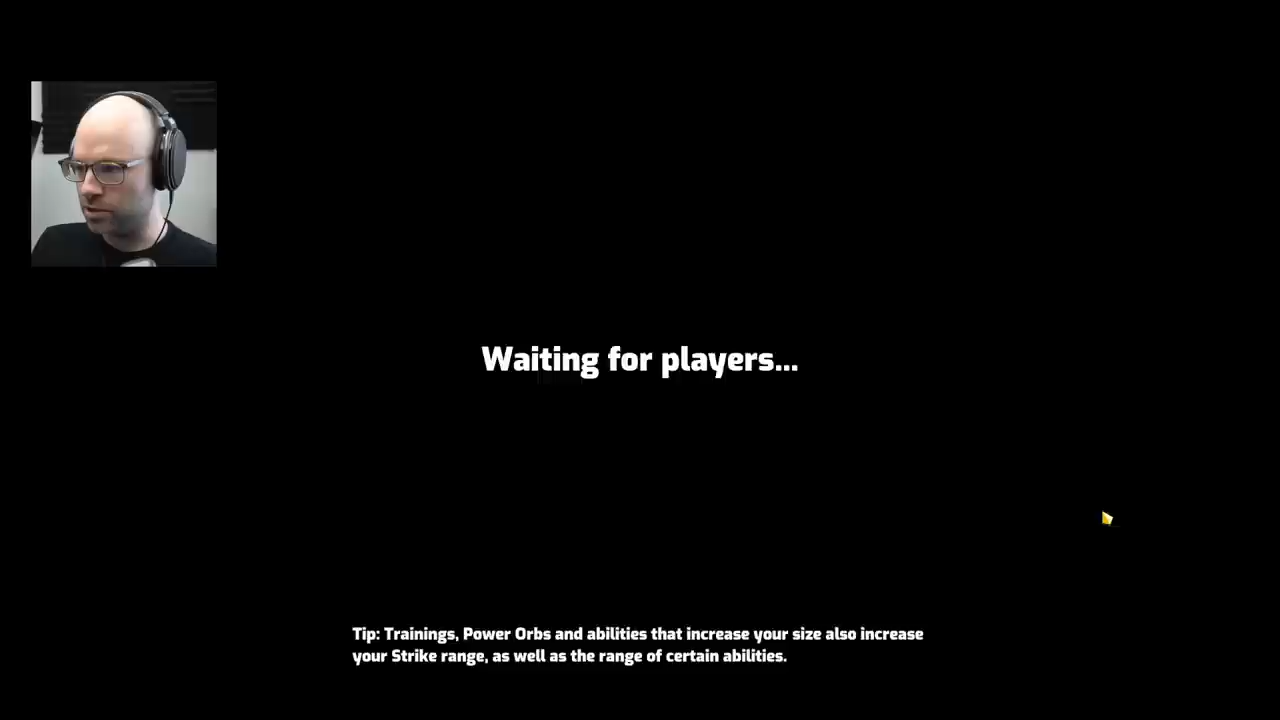 Waiting for players...
Tip: Trainings, Power Orbs and abilities that increase your size also increase
your Strike range, as well as the range of certain abilities.